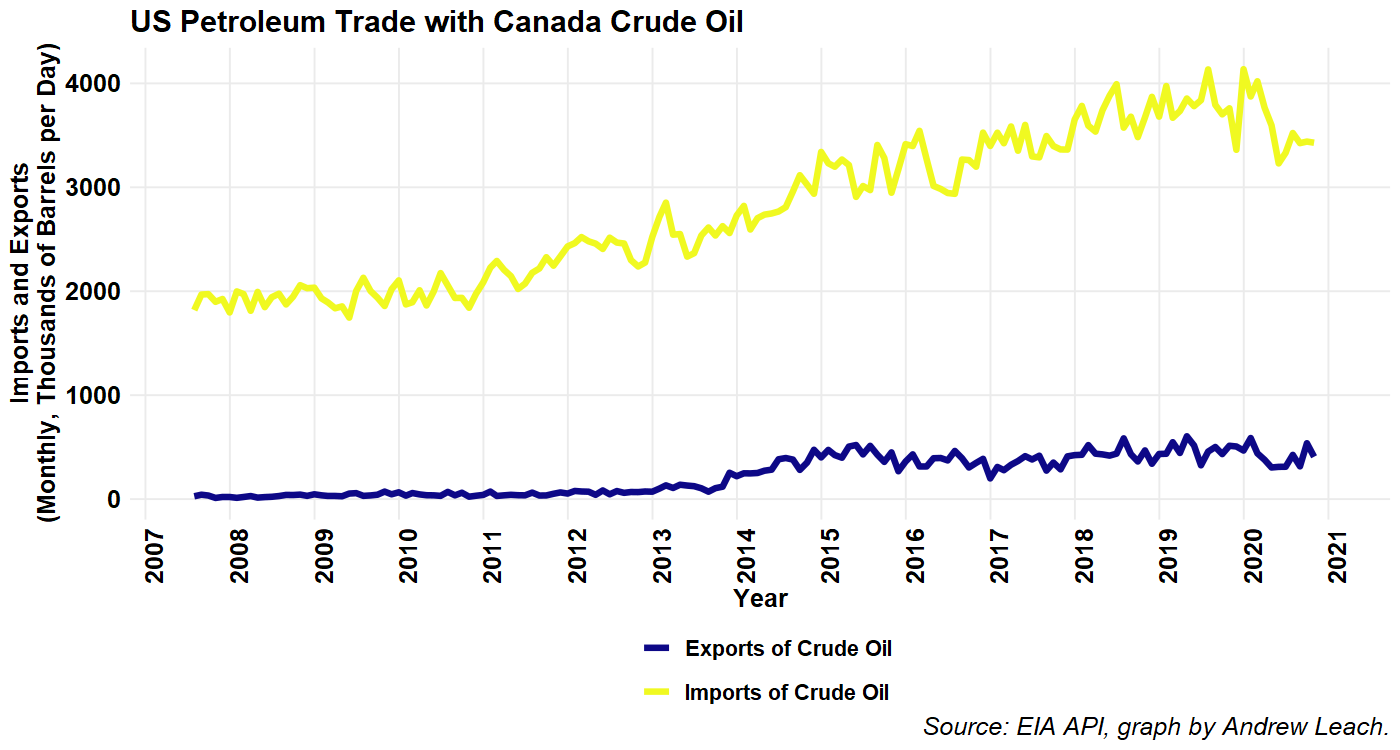 US Petroleum Trade with Canada Crude Oil
Imports and Exports
(Monthly, Thousands of Barrels per Day)
4000
3000
2000
1000
0
2007
2008
2009
2010
2011
2012
2013
2014
2015
2016
2017
2018
2019
2020
2021
Year
Exports of Crude Oil
Imports of Crude Oil
Source: EIA API, graph by Andrew Leach.